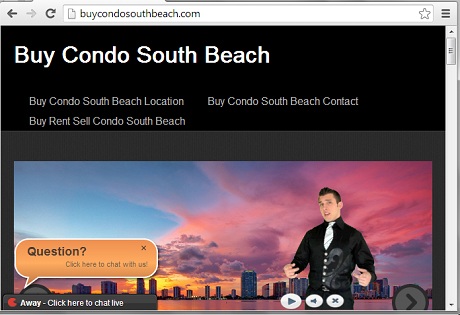 buycondosouthbeach.com
Buy Condo South Beach
Buy Condo South Beach Location Buy Condo South Beach Contact
Buy Rent Sell Condo South Beach
Question?
Click here to chat with us!
Away - Click here to chat live